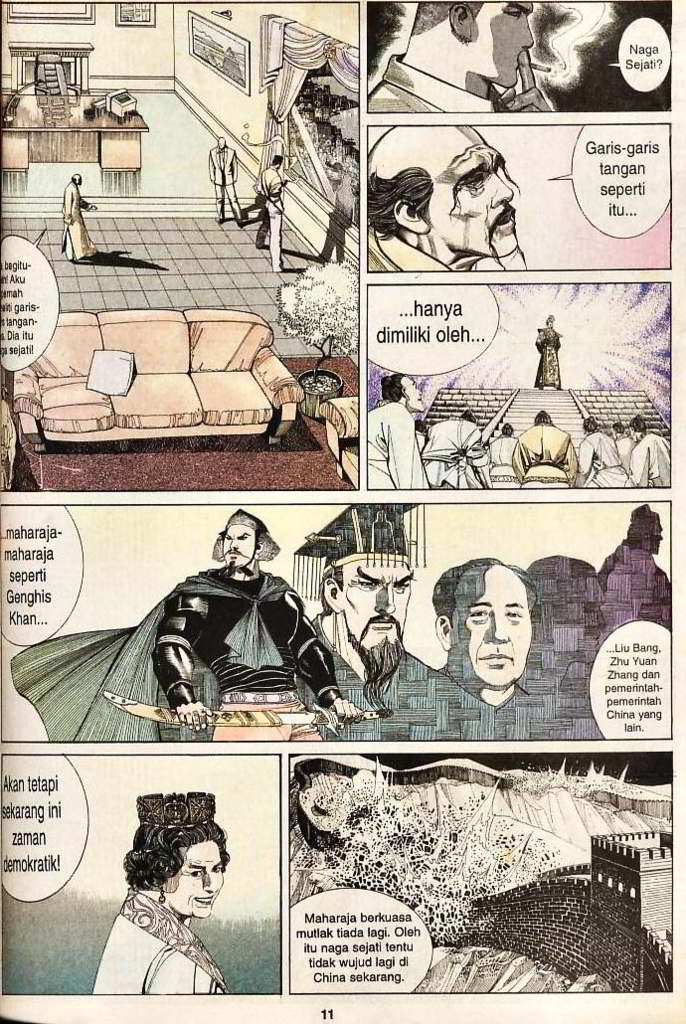 begitu-
Aku
garis-
tangan-
Dia itu
sejati!
Naga
Sejati?
Garis-garis
tangan
seperti
itu...
...hanya
dimiliki oleh...
...maharaja-
maharaja
seperti
Genghis
Khan...
...Liu Bang,
Zhu Yuan
Zhang dan
pemerintah-
pemerintah
China yang
lain.
Akan tetapi
sekarang ini
zaman
demokratik!
Maharaja berkuasa
mutlak tiada lagi. Oleh
itu naga sejati tentu
tidak wujud lagi di
China sekarang.
11